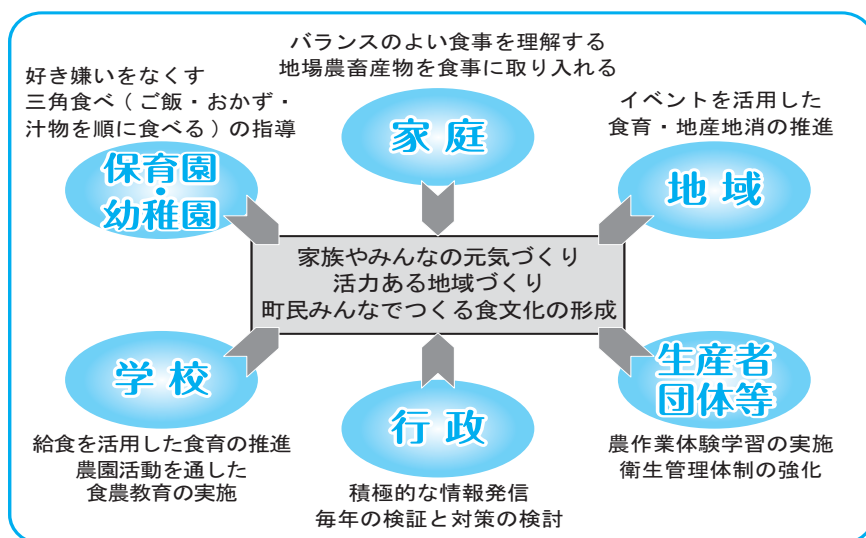 バランスのよい食事を理解する
地場農畜産物を食事に取り入れる
家庭
好き嫌いをなくす
三角食べ(ご飯・おかず・
汁物を順に食べる)の指導
保育園
・
幼稚園
イベントを活用した
食育・地産地消の推進
地域
家族やみんなの元気づくり
活力ある地域づくり
町民みんなでつくる食文化の形成
学校
給食を活用した食育の推進
農園活動を通した
食農教育の実施
行政
積極的な情報発信
毎年の検証と対策の検討
生産者
団体等
農作業体験学習の実施
衛生管理体制の強化